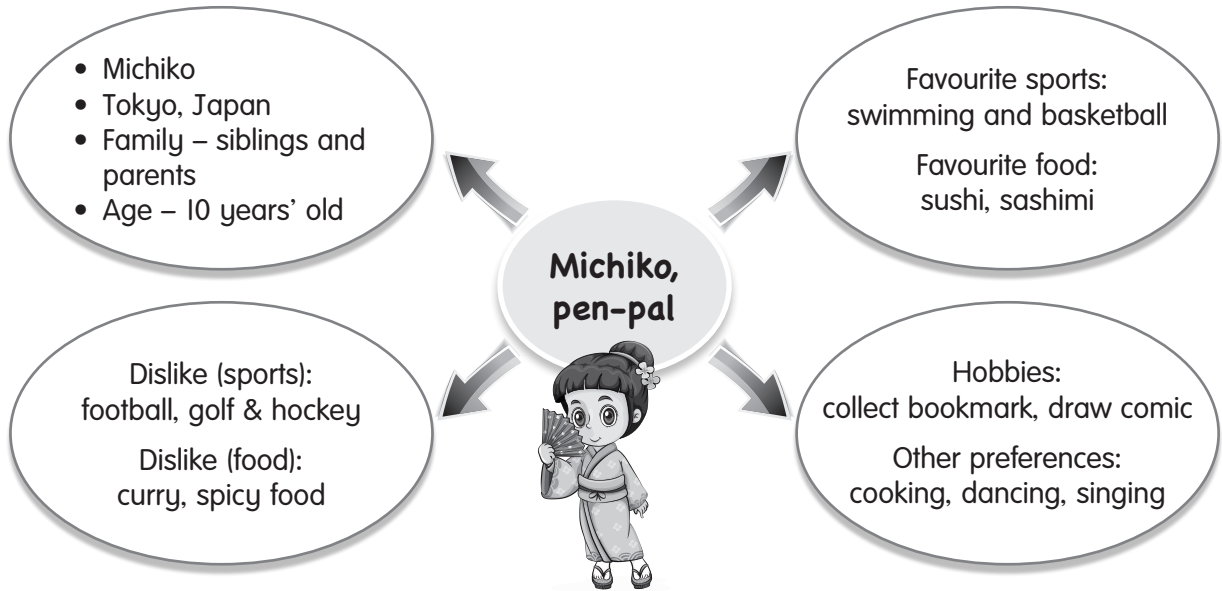 • Michiko
• Tokyo, Japan
• Family – siblings and
parents
• Age – 10 years’ old
Favourite sports:
swimming and basketball
Favourite food:
sushi, sashimi
Michiko,
pen-pal
Dislike (sports):
football, golf & hockey
Dislike (food):
curry, spicy food
Hobbies:
collect bookmark, draw comic
Other preferences:
cooking, dancing, singing